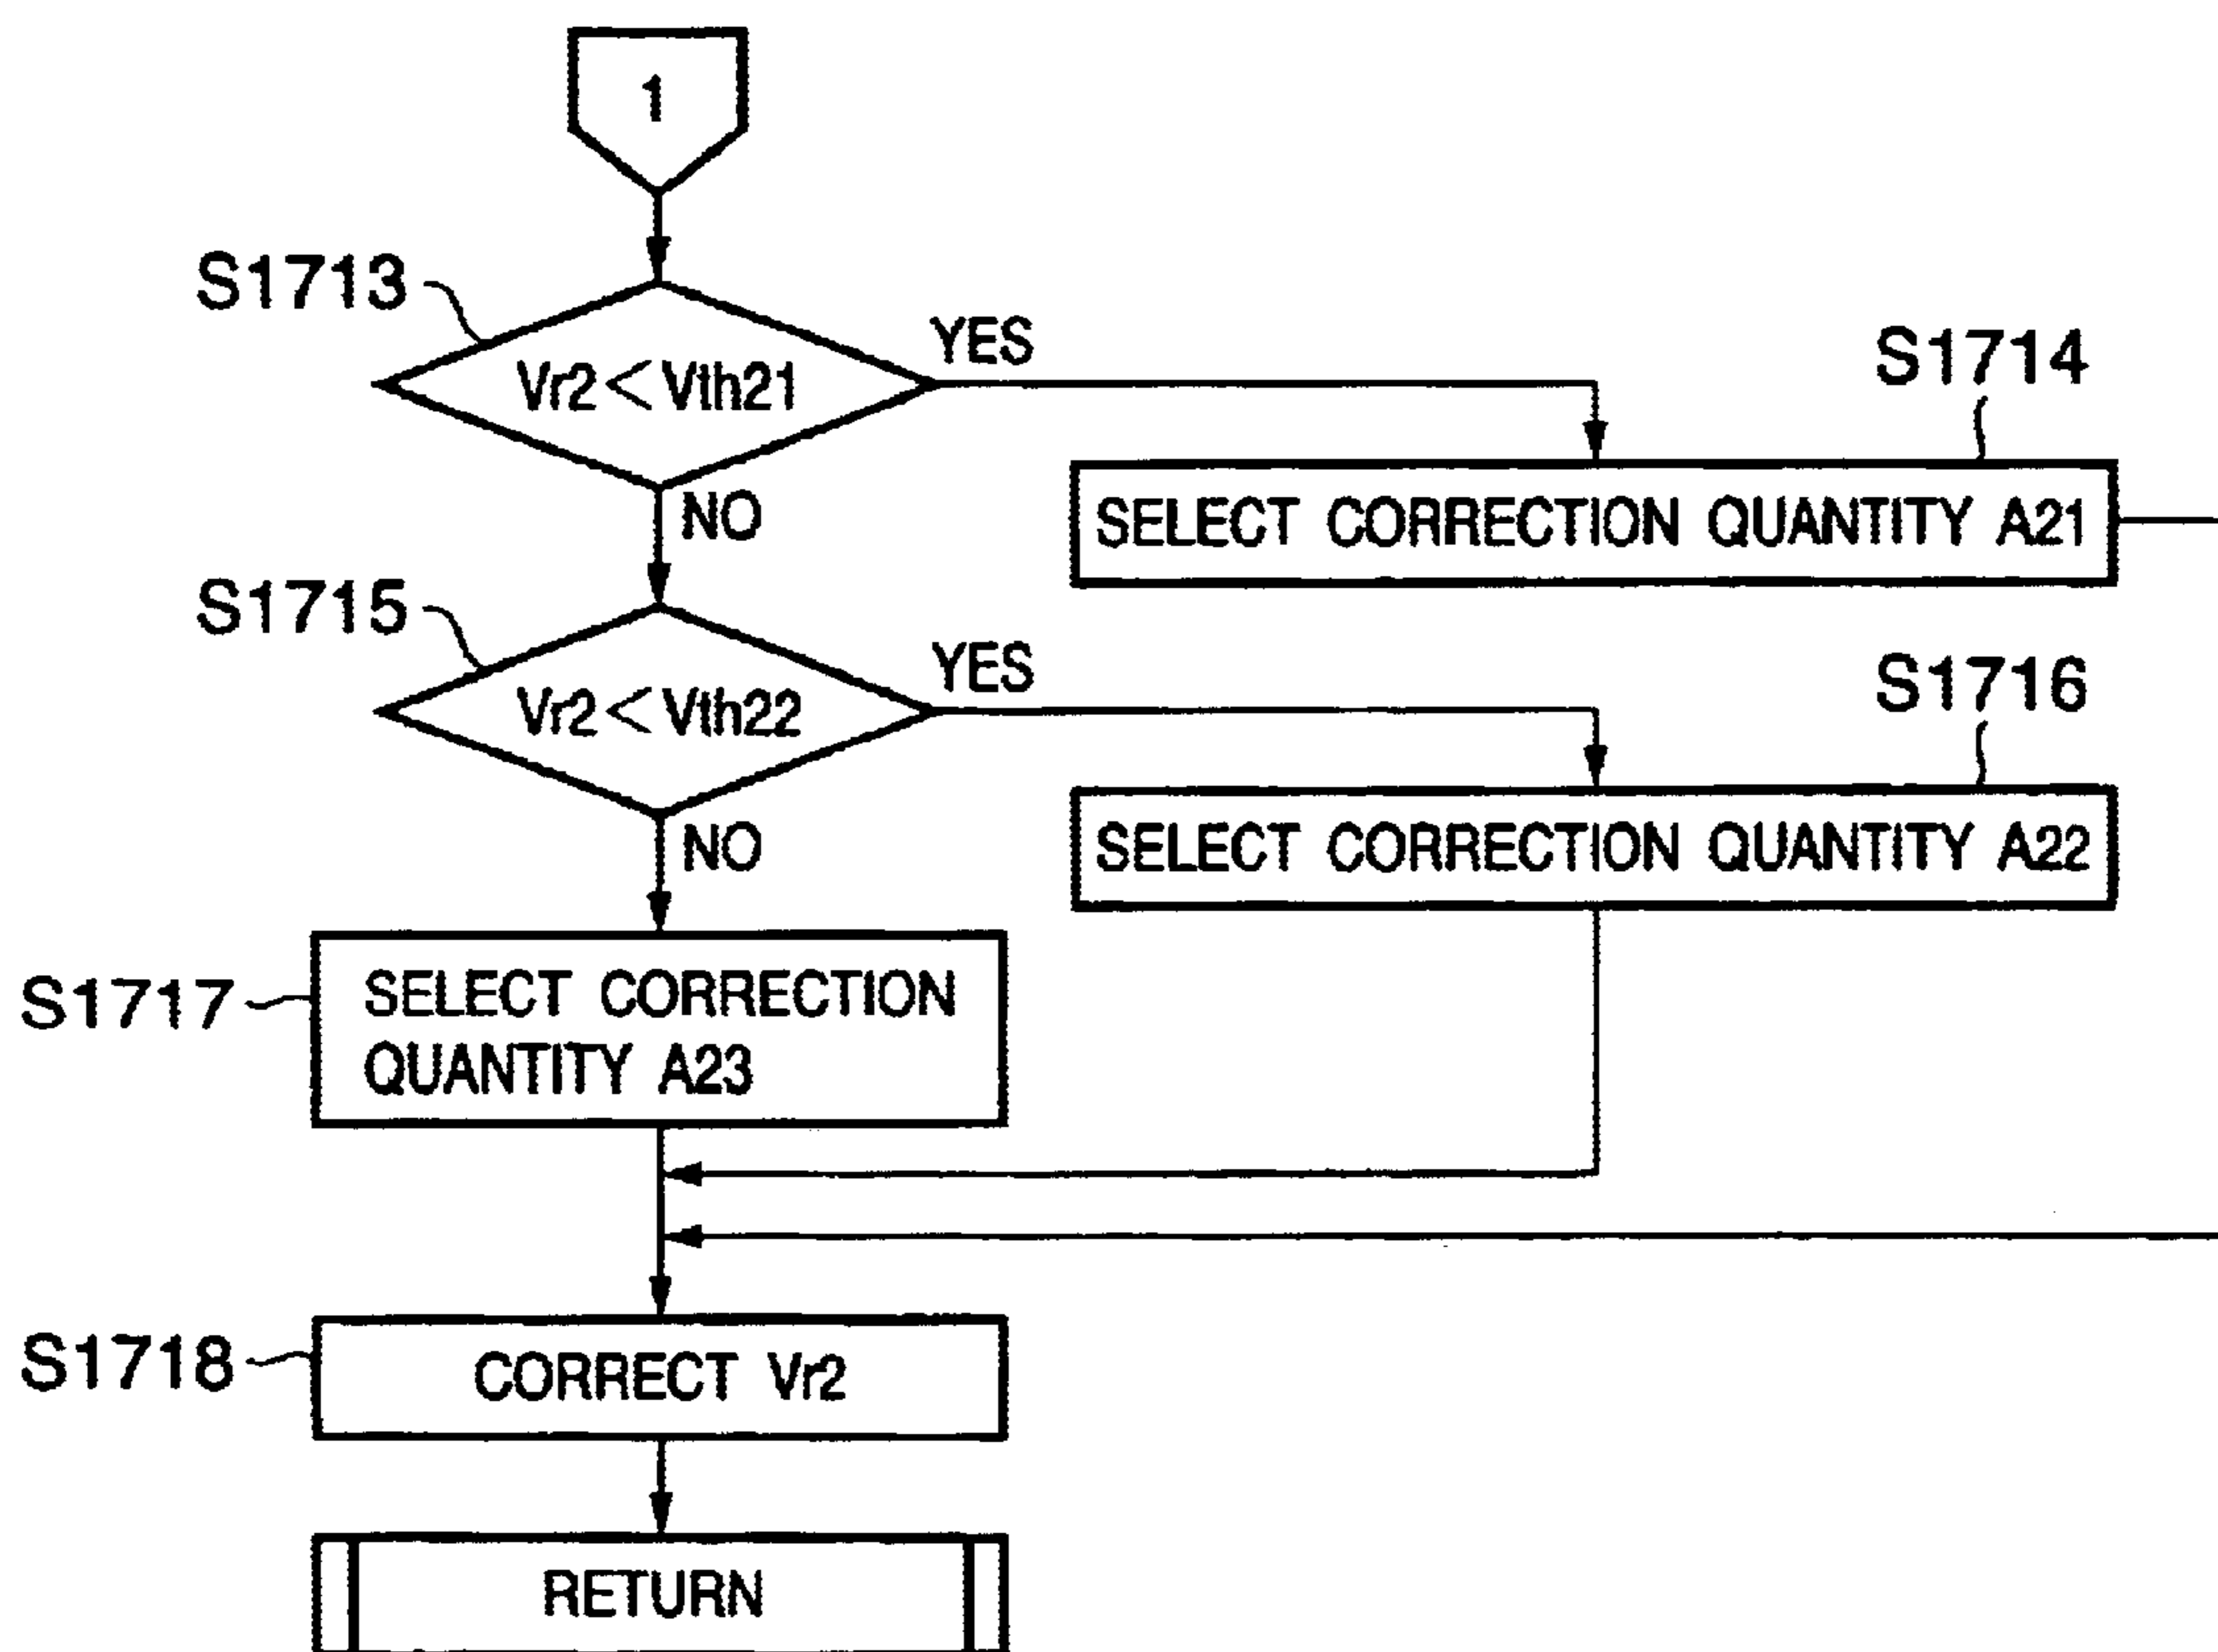 1
S1713
Vr2<Vth21
YES
S1714
SELECT CORRECTION QUANTITY A21
NO
S1715
Vr2<Vth22
YES
S1716
SELECT CORRECTION QUANTITY A22
NO
S1717
SELECT CORRECTION
QUANTITY A23
S1718
CORRECT Vr2
RETURN